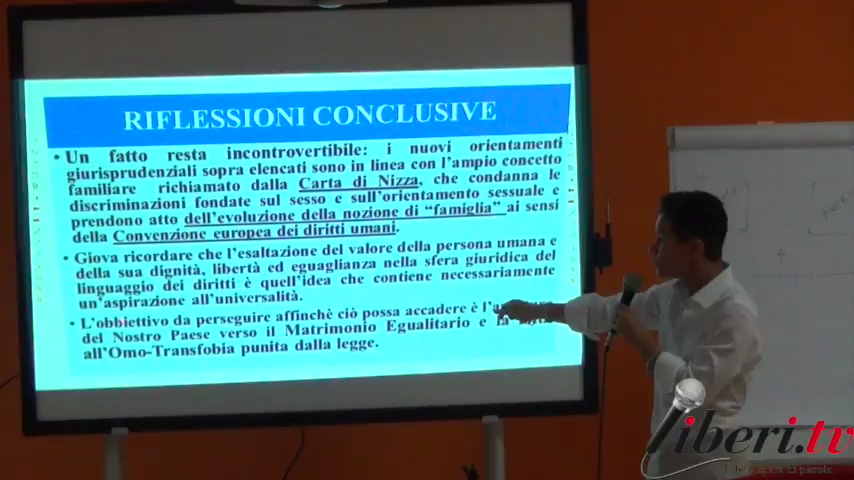 RIFLESSIONI CONCLUSIVE
• Un fatto resta incontrovertibile: i nuovi orientamenti
giurisprudenziali sopra elencati sono in linea con l'ampio concetto
familiare richiamato dalla Carta di Nizza, che condanna le
discriminazioni fondate sul sesso e sull'orientamento sessuale e
prendono atto dell'evoluzione della nozione di "famiglia" ai sensi
della Convenzione europea dei diritti umani.
• Giova ricordare che l'esaltazione del valore della persona umana e
della sua dignità, libertà ed eguaglianza nella sfera giuridica del
linguaggio dei diritti è quell'idea che contiene necessariamente
un'aspirazione all'universalità.
• L'obbiettivo da perseguire affinchè ciò possa accadere è
del Nostro Paese verso il Matrimonio Egualitario e la
all'Omo-Transfobia punita dalla legge.
liberi.tv